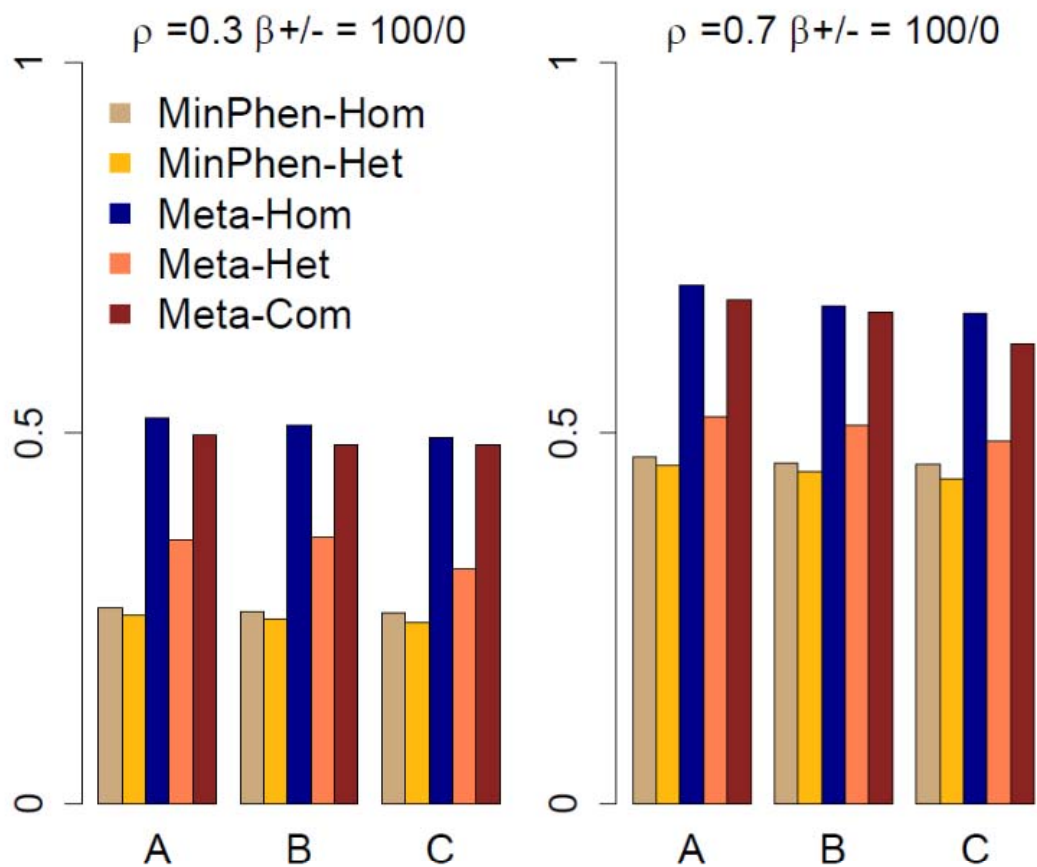 ρ =0.3 β+/- = 100/0
1
0.5
0
MinPhen-Hom
MinPhen-Het
Meta-Hom
Meta-Het
Meta-Com
A B C
ρ =0.7 β+/- = 100/0
1
0.5
0
A B C